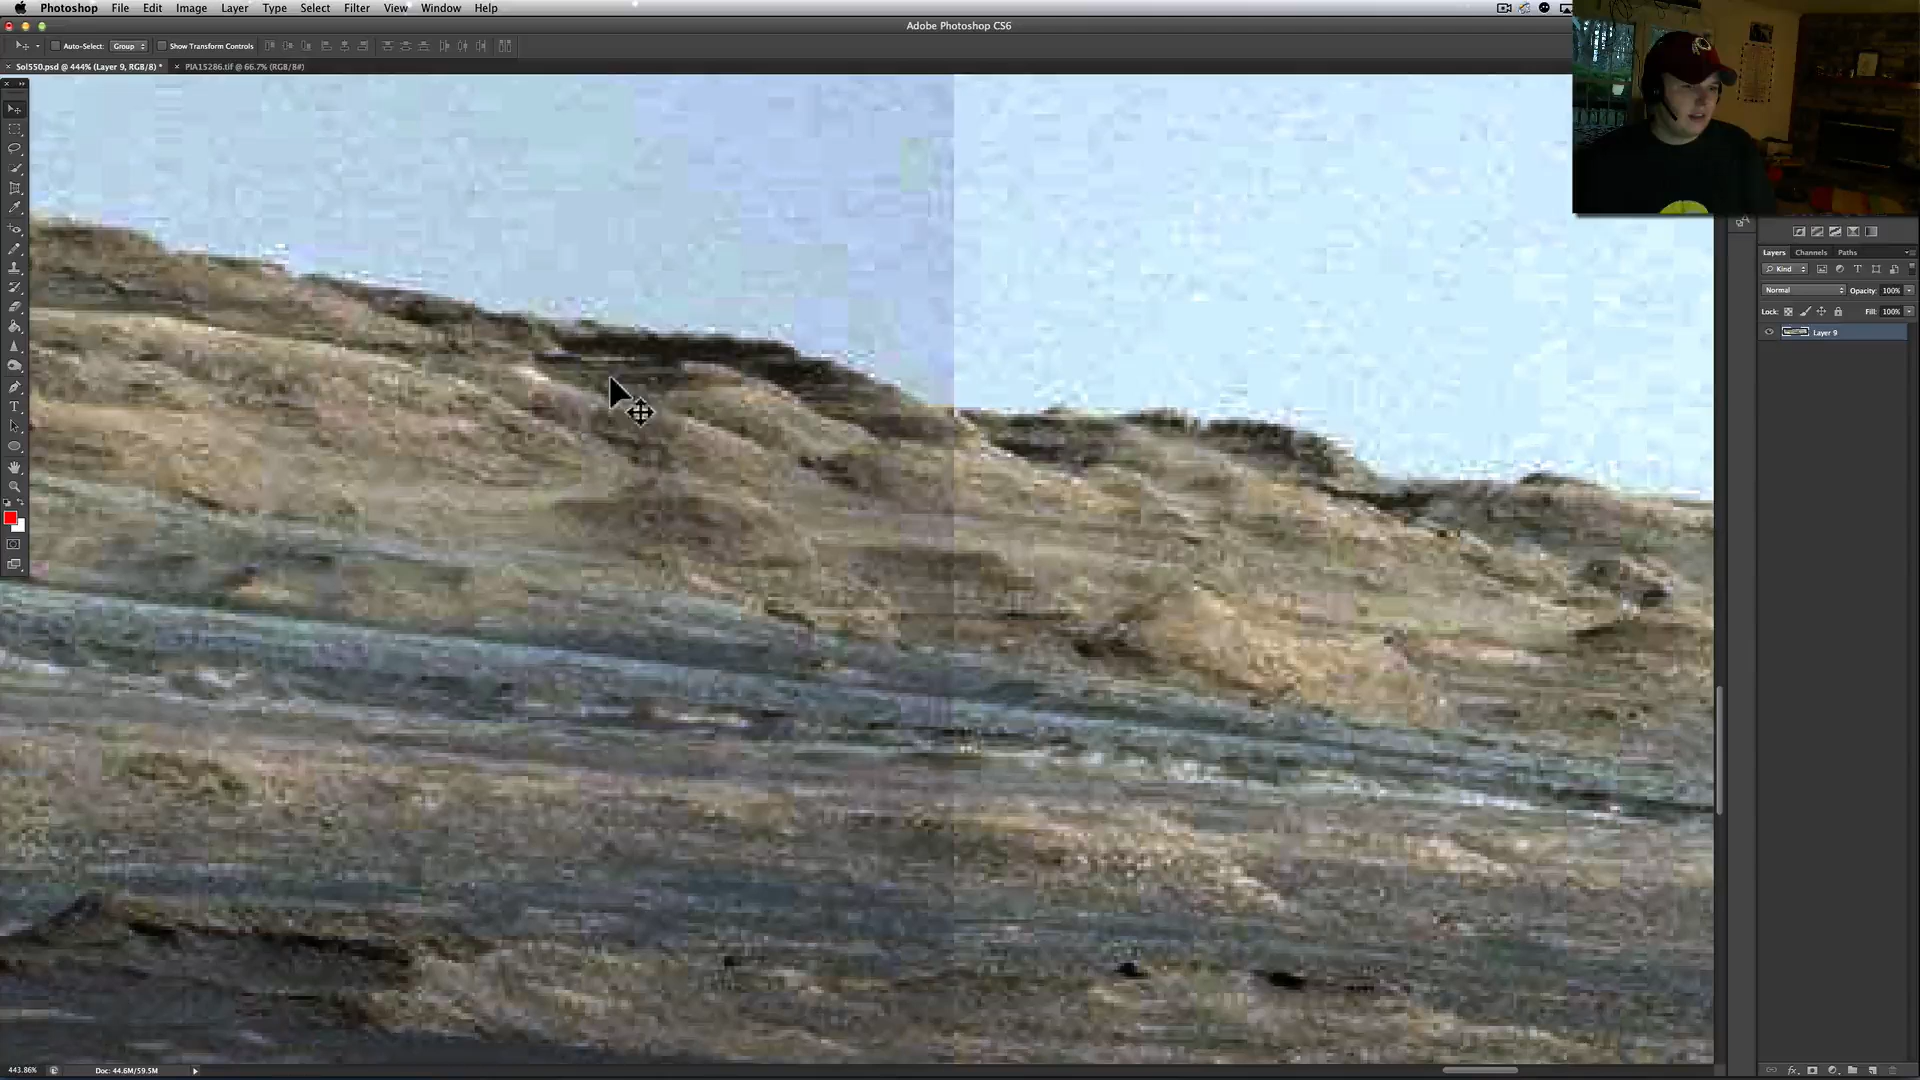 Photoshop File Edit Image Layer Type Select Filter View Window Help
Adobe Photoshop CS6
Auto-Select: Group Show Transform Controls
Sol550.psd @ 444% (Layer 9, RGB/8) * PIA15286.tif @ 66.7% (RGB/8#)
Layers Channels Paths
Kind
Normal Opacity: 100%
Lock: Fill: 100%
Layer 9
443.86% Doc: 44.6M/59.5M